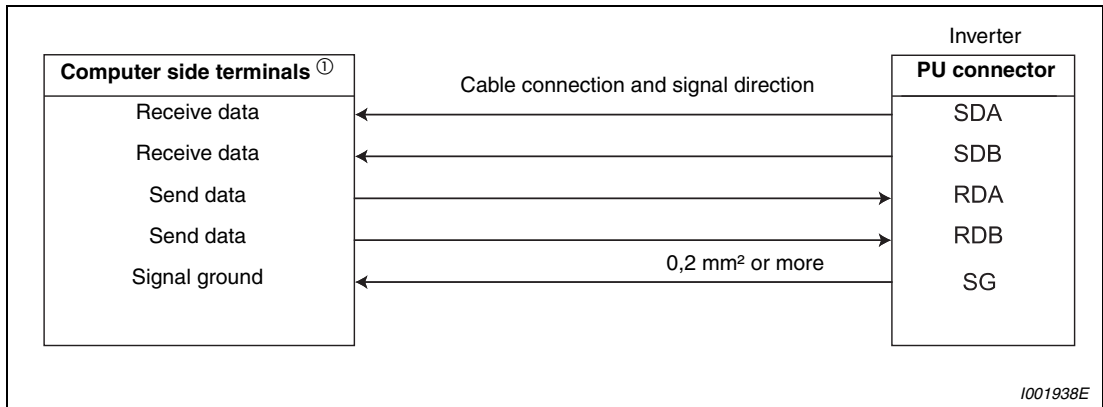 Inverter
Computer side terminals ①
Cable connection and signal direction
PU connector
Receive data
SDA
Receive data
SDB
Send data
RDA
Send data
RDB
Signal ground
0,2 mm² or more
SG
I001938E